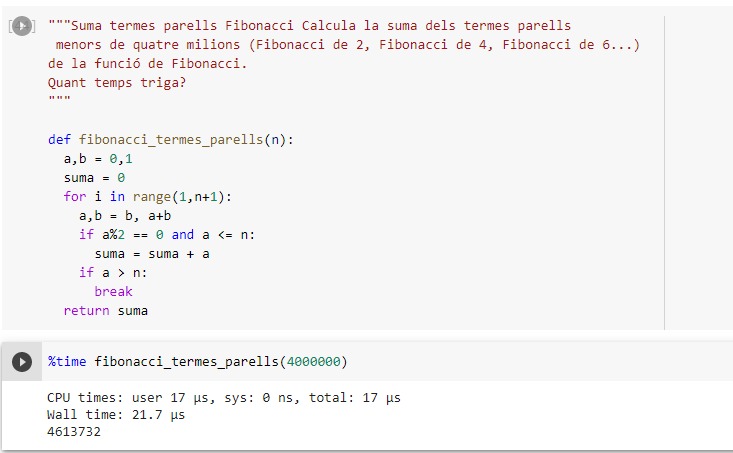 """Suma termes parells Fibonacci Calcula la suma dels termes parells
 menors de quatre milions (Fibonacci de 2, Fibonacci de 4, Fibonacci de 6...)
de la funció de Fibonacci.
Quant temps triga?
"""
def fibonacci_termes_parells(n):
  a,b = 0,1
  suma = 0
  for i in range(1,n+1):
    a,b = b, a+b
    if a%2 == 0 and a <= n:
      suma = suma + a
    if a > n:
      break
  return suma
%time fibonacci_termes_parells(4000000)
CPU times: user 17 µs, sys: 0 ns, total: 17 µs
Wall time: 21.7 µs
4613732